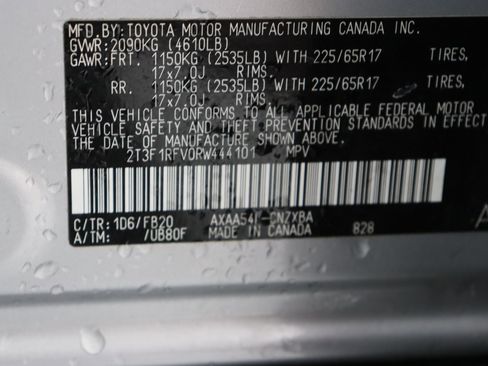 MFD. BY: TOYOTA MOTOR MANUFACTURING CANADA INC.
GVWR: 2090KG (4610LB)
GAWR: FRT. 1150KG (2535LB) WITH 225/65R17 TIRES,
17x7.0J RIMS.
RR. 1150KG (2535LB) WITH 225/65R17 TIRES,
17x7.0J RIMS.
THIS VEHICLE CONFORMS TO ALL APPLICABLE FEDERAL MOTOR
VEHICLE SAFETY AND THEFT PREVENTION STANDARDS IN EFFECT
THE DATE OF MANUFACTURE SHOWN ABOVE.
2T3F1RFV0RW444101 MPV
C/TR: 1D6/FB20 AXAA54L-CNZXBA
A/TM: /UB80F MADE IN CANADA 828
A